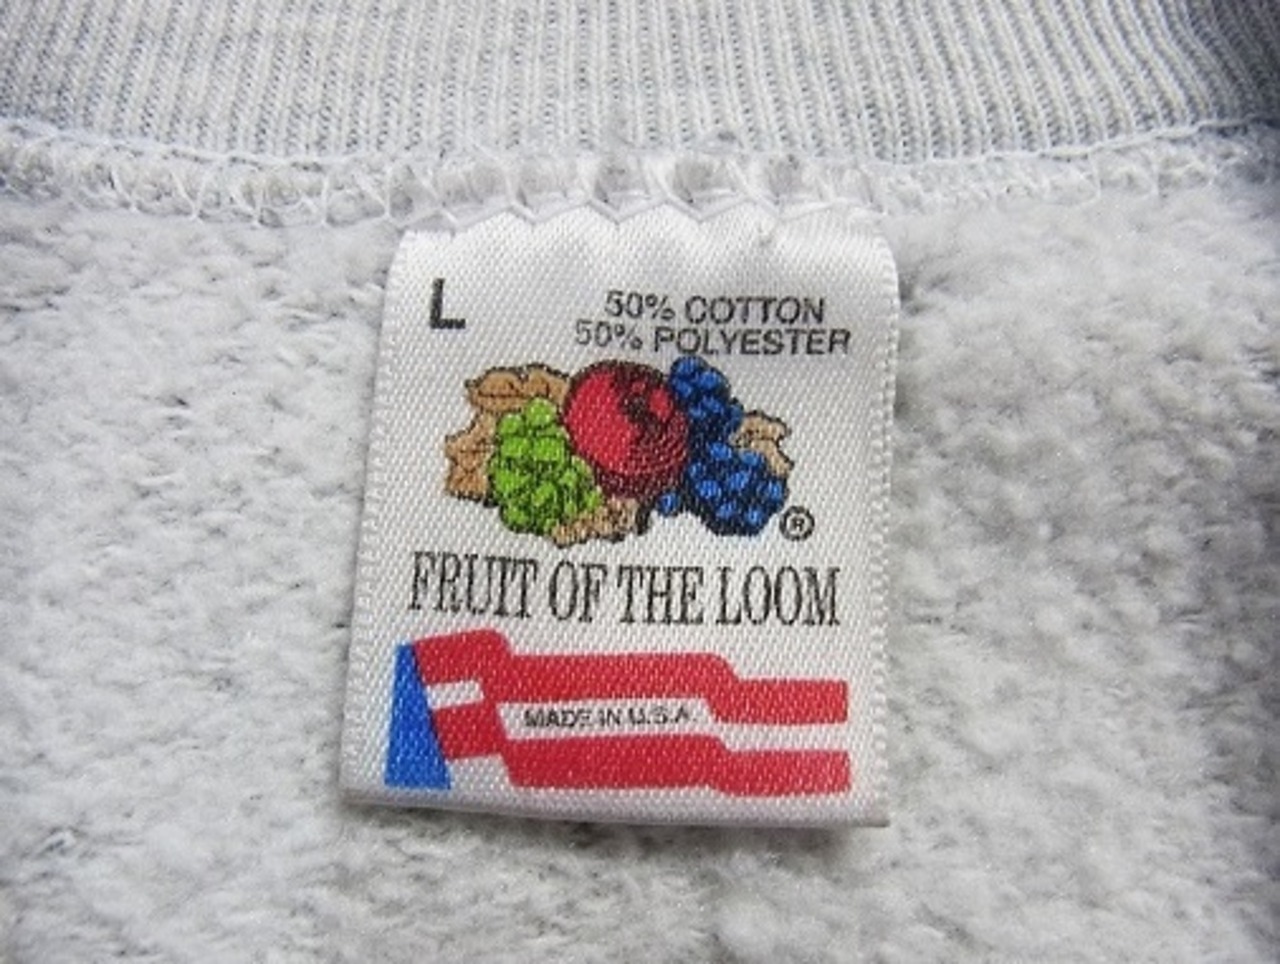 L
50% COTTON
50% POLYESTER
®
FRUIT OF THE LOOM
MADE IN U.S.A.